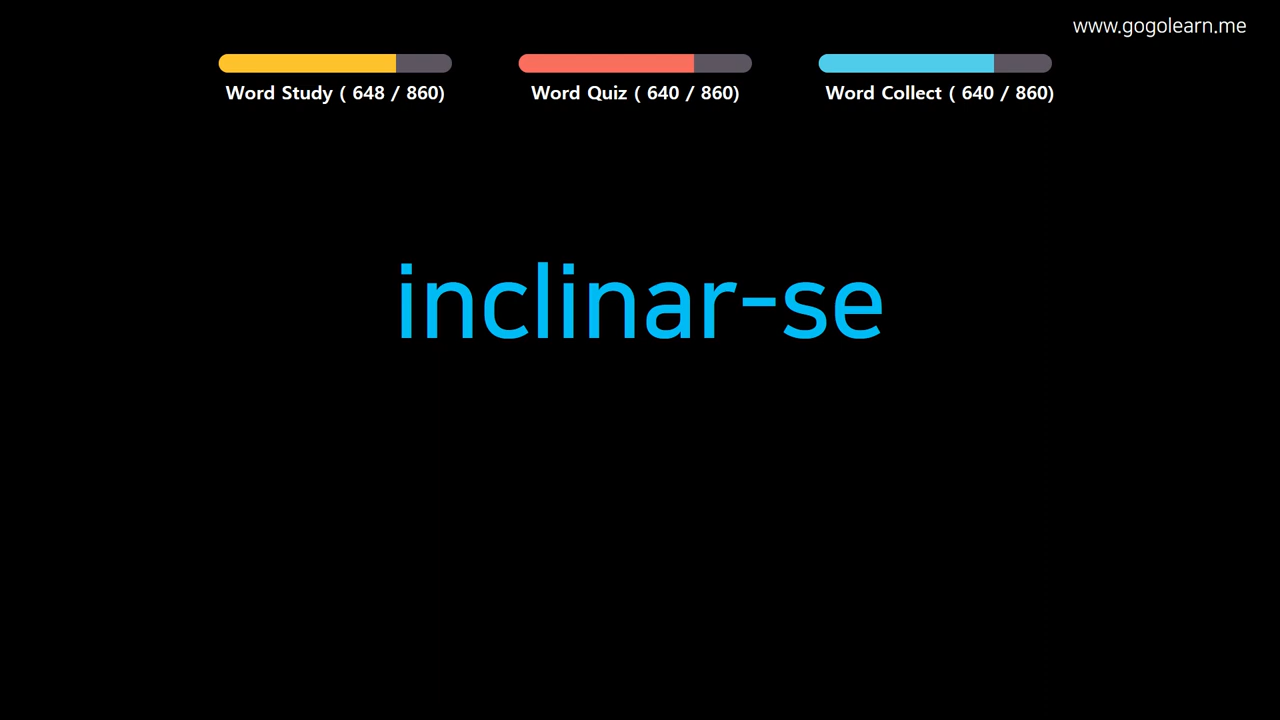 www.gogolearn.me
Word Study ( 648 / 860)
Word Quiz ( 640 / 860)
Word Collect ( 640 / 860)
inclinar-se